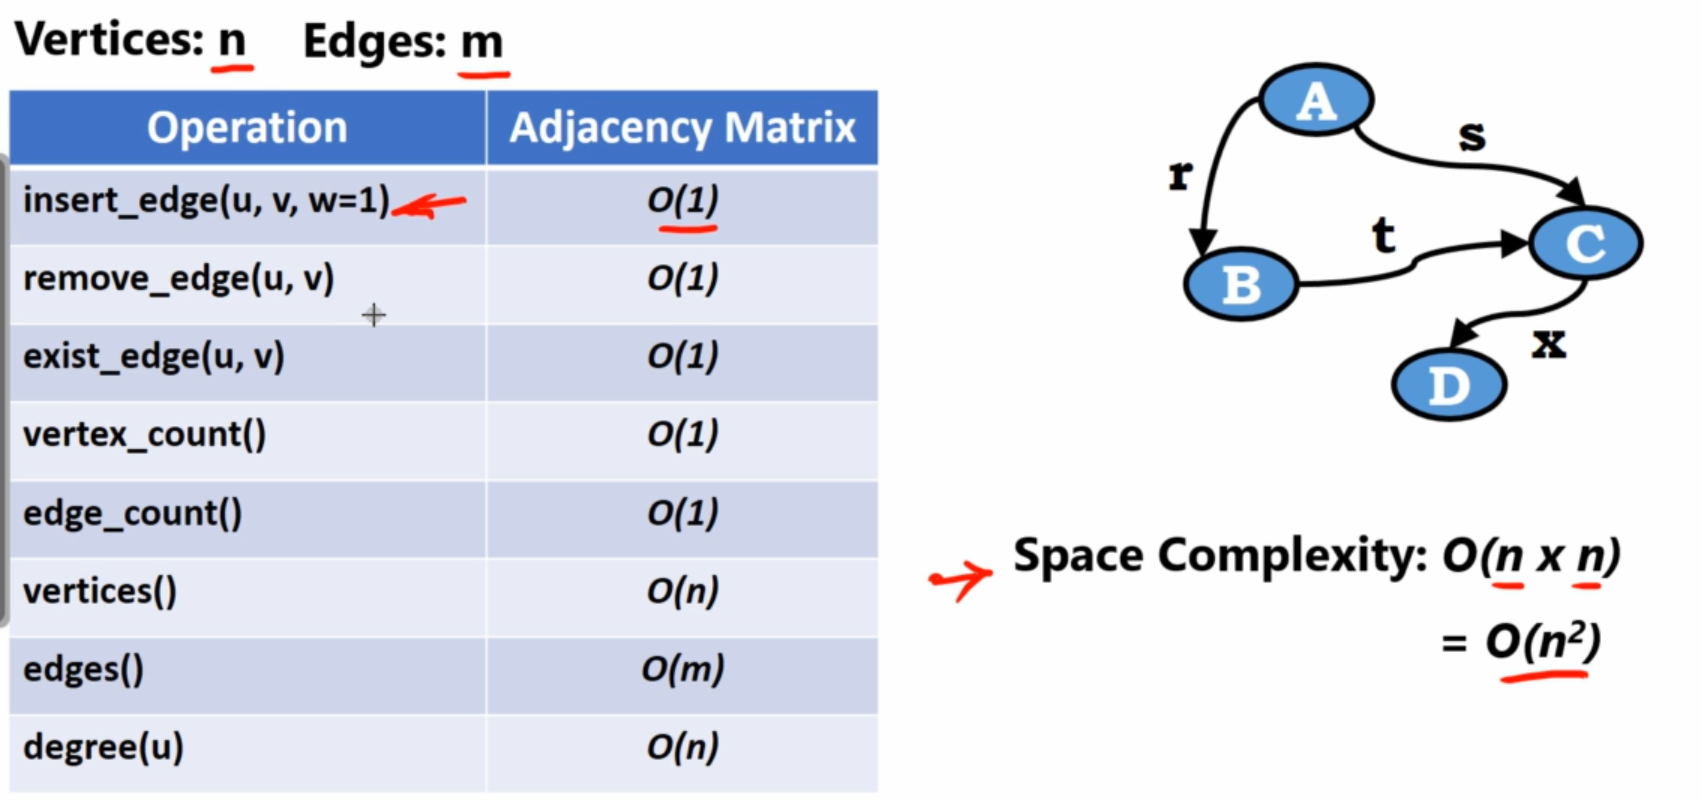 Vertices: n Edges: m
Operation Adjacency Matrix
insert_edge(u, v, w=1) O(1)
remove_edge(u, v) O(1)
exist_edge(u, v) O(1)
vertex_count() O(1)
edge_count() O(1)
vertices() O(n)
edges() O(m)
degree(u) O(n)
A
s
r
t
C
B
x
D
Space Complexity: O(n x n)
= O(n²)